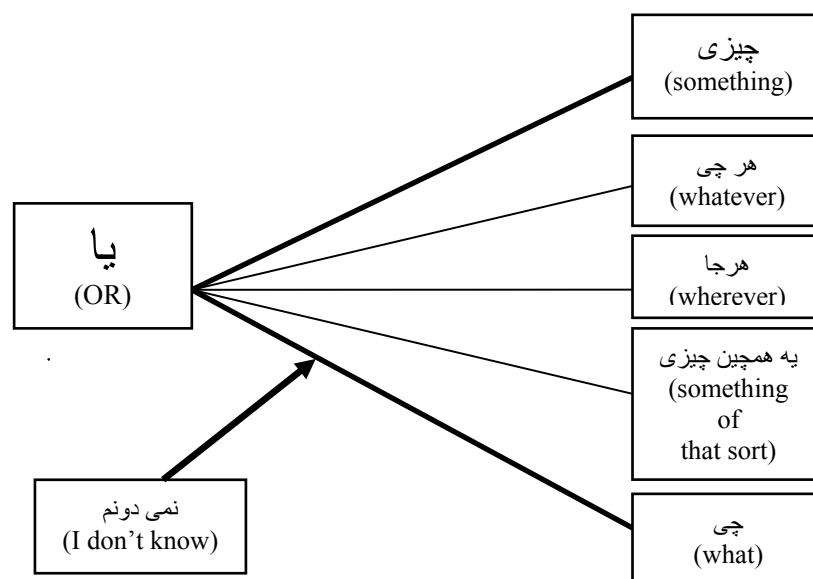 چیزی
(something)
هر چی
(whatever)
هرجا
(wherever)
یا
(OR)
.
یه همچین چیزی
(something
of
that sort)
نمی دونم
(I don’t know)
چی
(what)